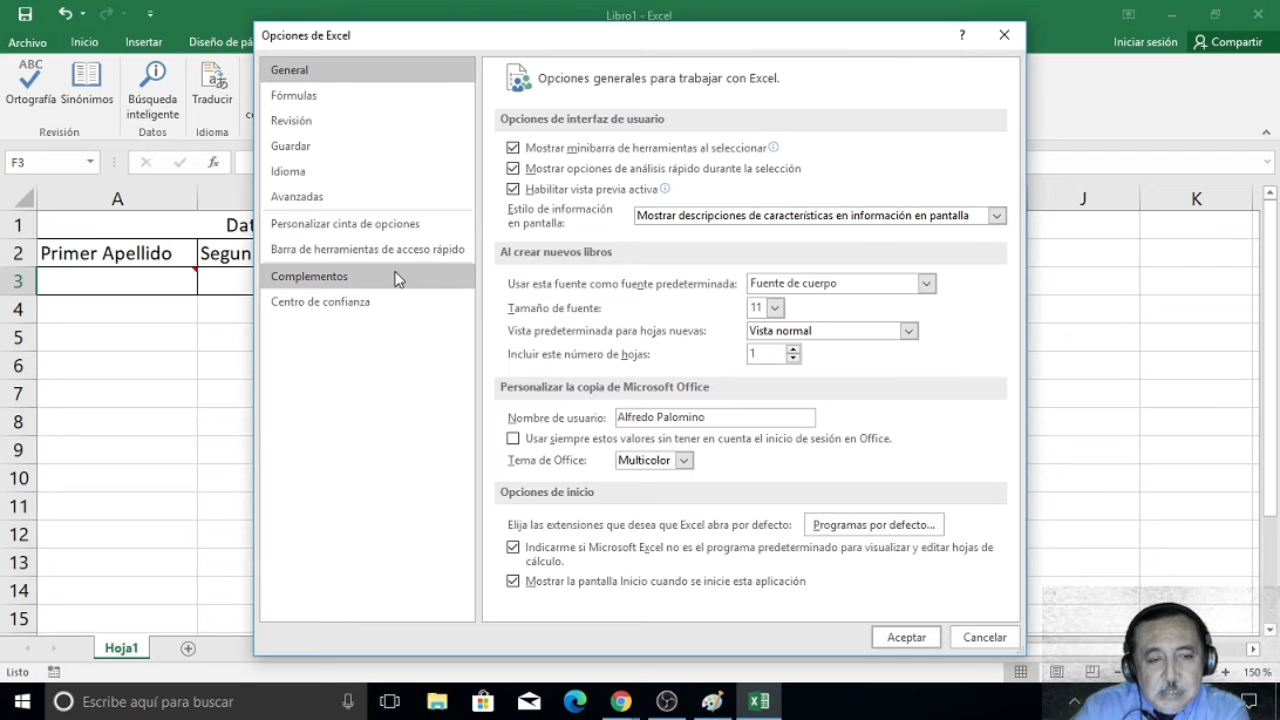 Libro1 - Excel
Archivo
Inicio
Insertar
Diseño de pá
Iniciar sesión
Compartir
ABC
Ortografía
Sinónimos
Búsqueda
inteligente
Traducir
Revisión
Datos
Idioma
F3
fx
A
J
K
1
2
3
4
5
6
7
8
9
10
11
12
13
14
15
Dat
Primer Apellido
Segun
Opciones de Excel
?
General
Fórmulas
Revisión
Guardar
Idioma
Avanzadas
Personalizar cinta de opciones
Barra de herramientas de acceso rápido
Complementos
Centro de confianza
Opciones generales para trabajar con Excel.
Opciones de interfaz de usuario
Mostrar minibarra de herramientas al seleccionar
Mostrar opciones de análisis rápido durante la selección
Habilitar vista previa activa
Estilo de información
en pantalla:
Mostrar descripciones de características en información en pantalla
Al crear nuevos libros
Usar esta fuente como fuente predeterminada:
Fuente de cuerpo
Tamaño de fuente:
11
Vista predeterminada para hojas nuevas:
Vista normal
Incluir este número de hojas:
1
Personalizar la copia de Microsoft Office
Nombre de usuario:
Alfredo Palomino
Usar siempre estos valores sin tener en cuenta el inicio de sesión en Office.
Tema de Office:
Multicolor
Opciones de inicio
Elija las extensiones que desea que Excel abra por defecto:
Programas por defecto...
Indicarme si Microsoft Excel no es el programa predeterminado para visualizar y editar hojas de
cálculo.
Mostrar la pantalla Inicio cuando se inicie esta aplicación
Aceptar
Cancelar
Hoja1
Listo
150 %
Escribe aquí para buscar